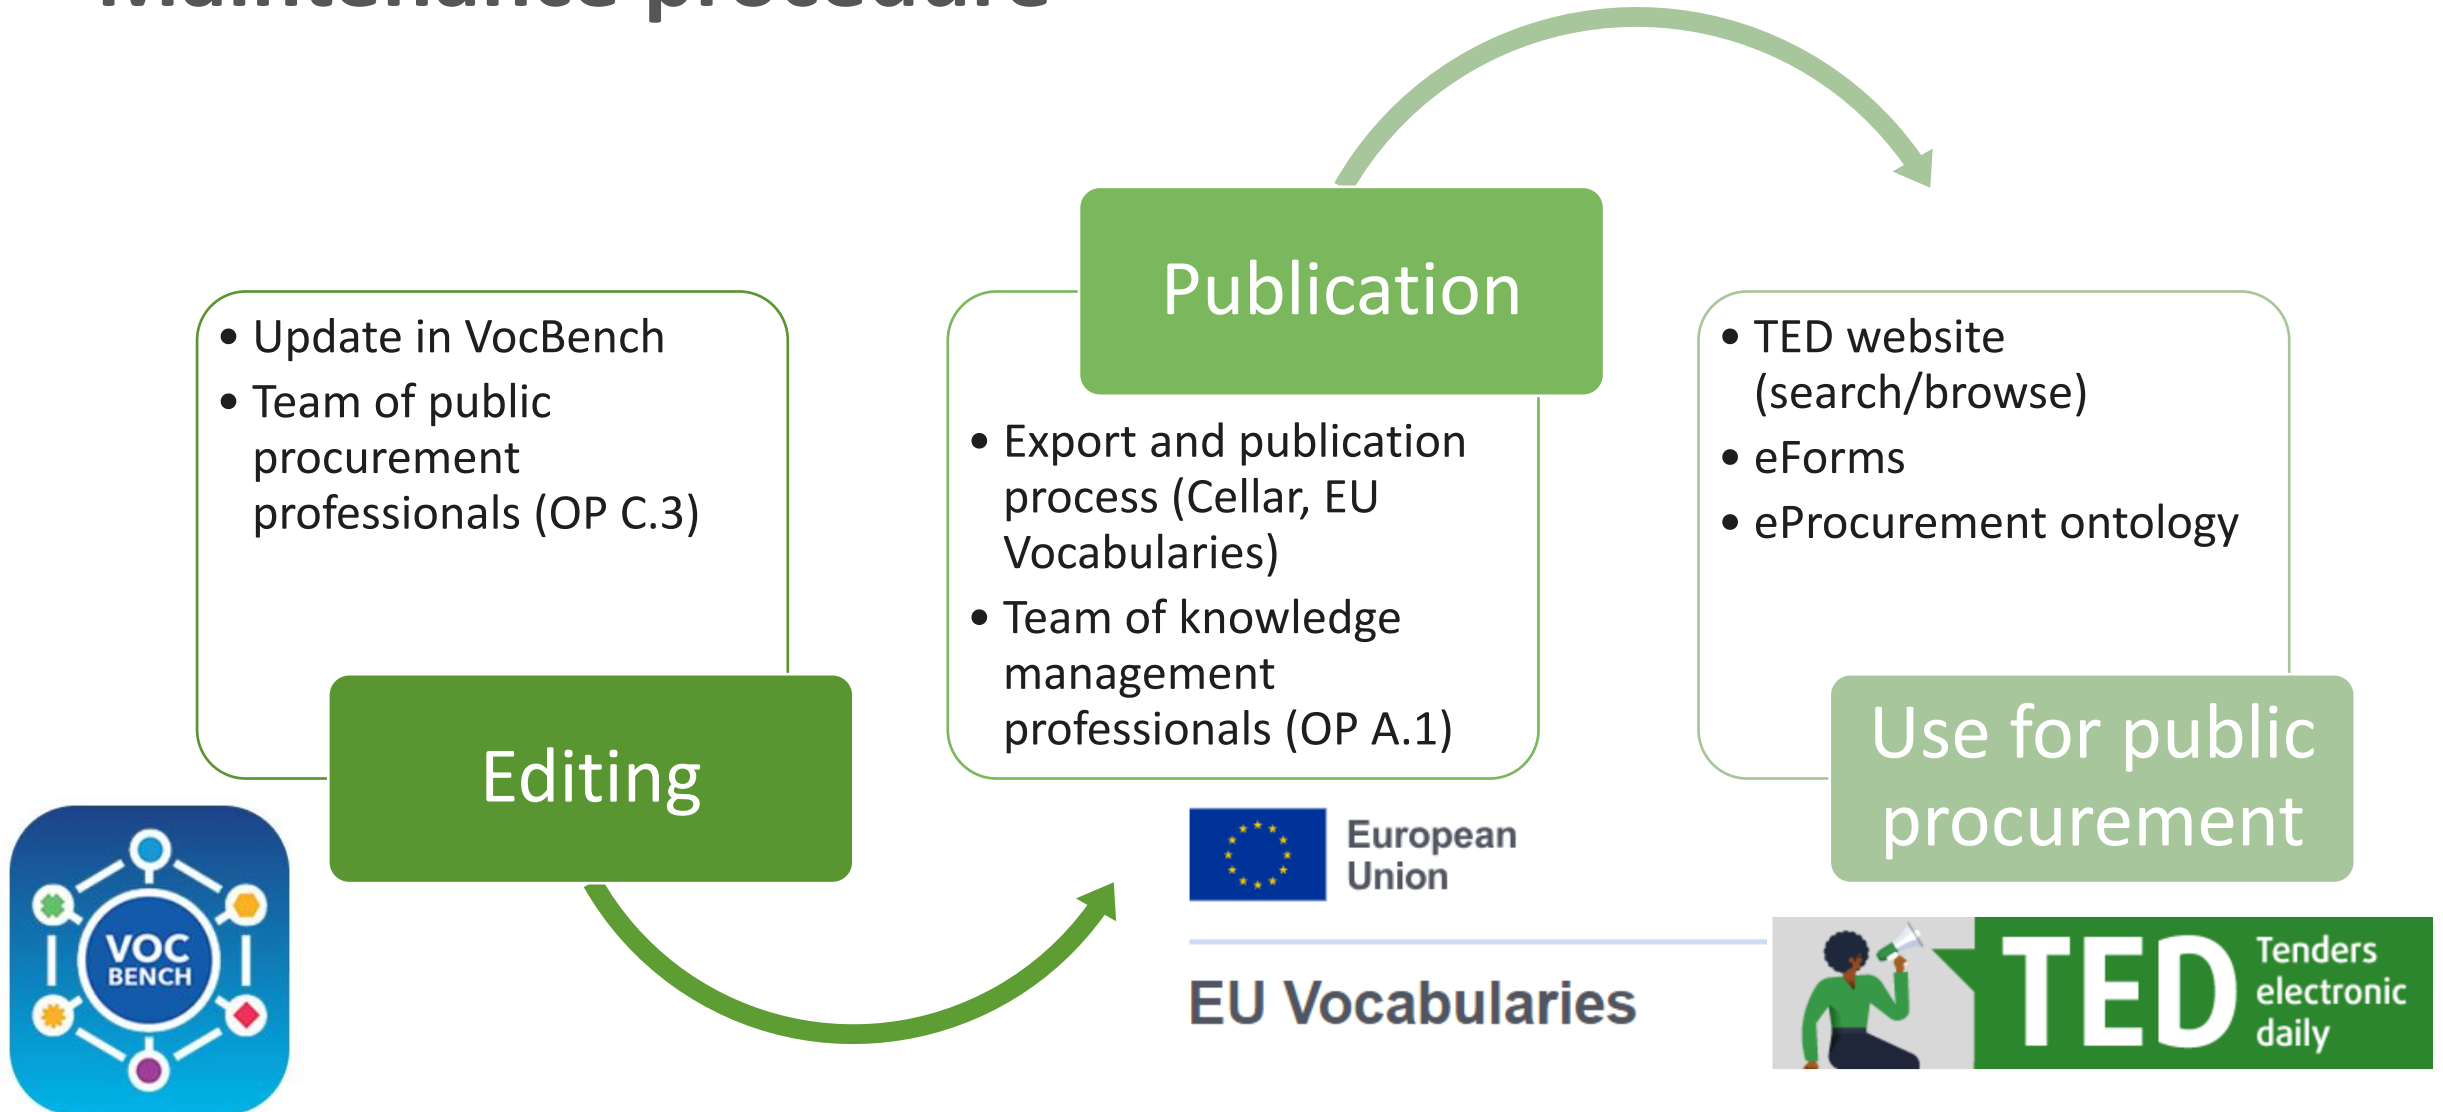 Maintenance procedure
• Update in VocBench
• Team of public
procurement
professionals (OP C.3)
Editing
Publication
• Export and publication
process (Cellar, EU
Vocabularies)
• Team of knowledge
management
professionals (OP A.1)
• TED website
(search/browse)
• eForms
• eProcurement ontology
Use for public
procurement
VOC
BENCH
European
Union
EU Vocabularies
TED
Tenders
electronic
daily